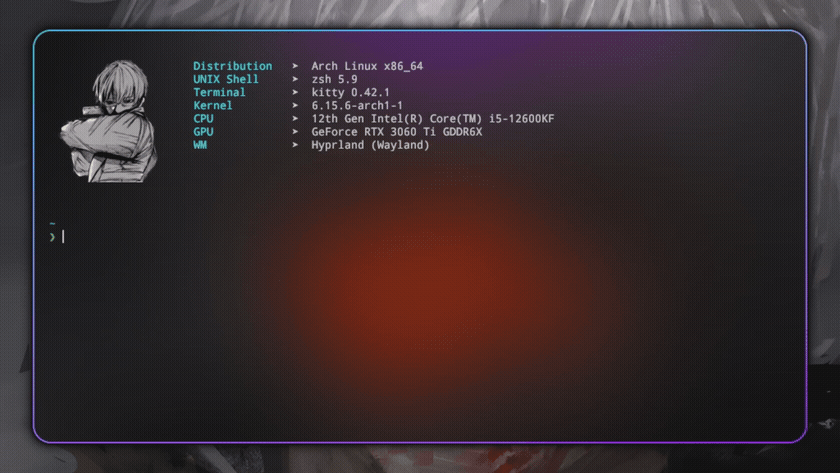 Distribution ➤ Arch Linux x86_64
UNIX Shell ➤ zsh 5.9
Terminal ➤ kitty 0.42.1
Kernel ➤ 6.15.6-arch1-1
CPU ➤ 12th Gen Intel(R) Core(TM) i5-12600KF
GPU ➤ GeForce RTX 3060 Ti GDDR6X
WM ➤ Hyprland (Wayland)
~
❯